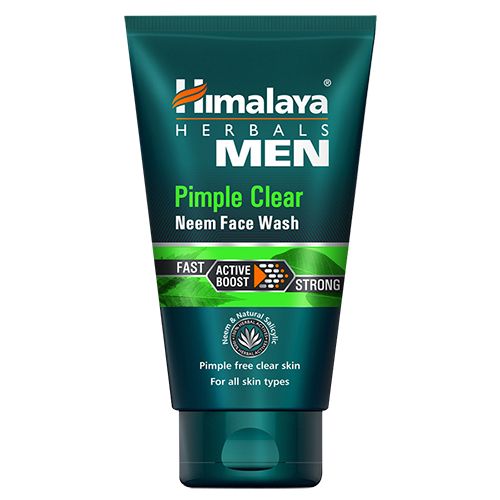 Himalaya®
HERBALS
MEN
Pimple Clear
Neem Face Wash
FAST
ACTIVE
BOOST
STRONG
Neem & Natural Salicylic
Pimple free clear skin
For all skin types